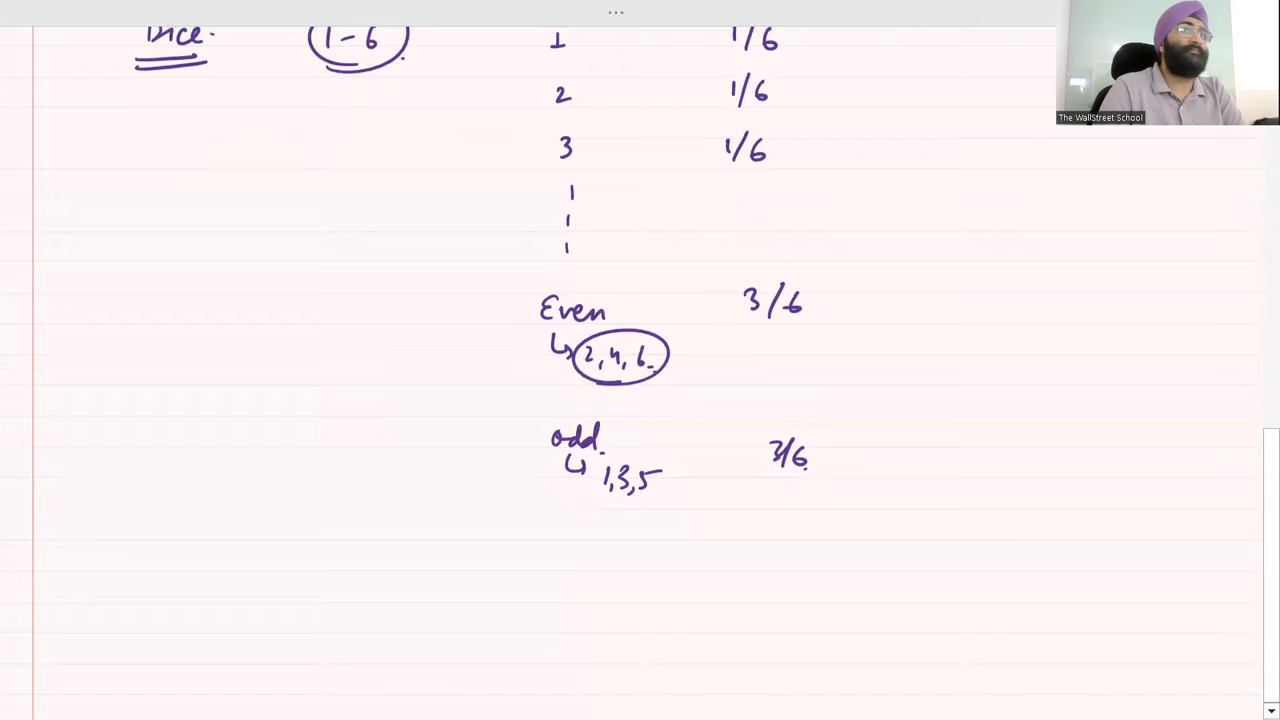 Dice. 1-6 1 1/6
The WallStreet School
2 1/6
3 1/6
Even 3/6
↳ 2, 4, 6
odd. 3/6
↳ 1, 3, 5